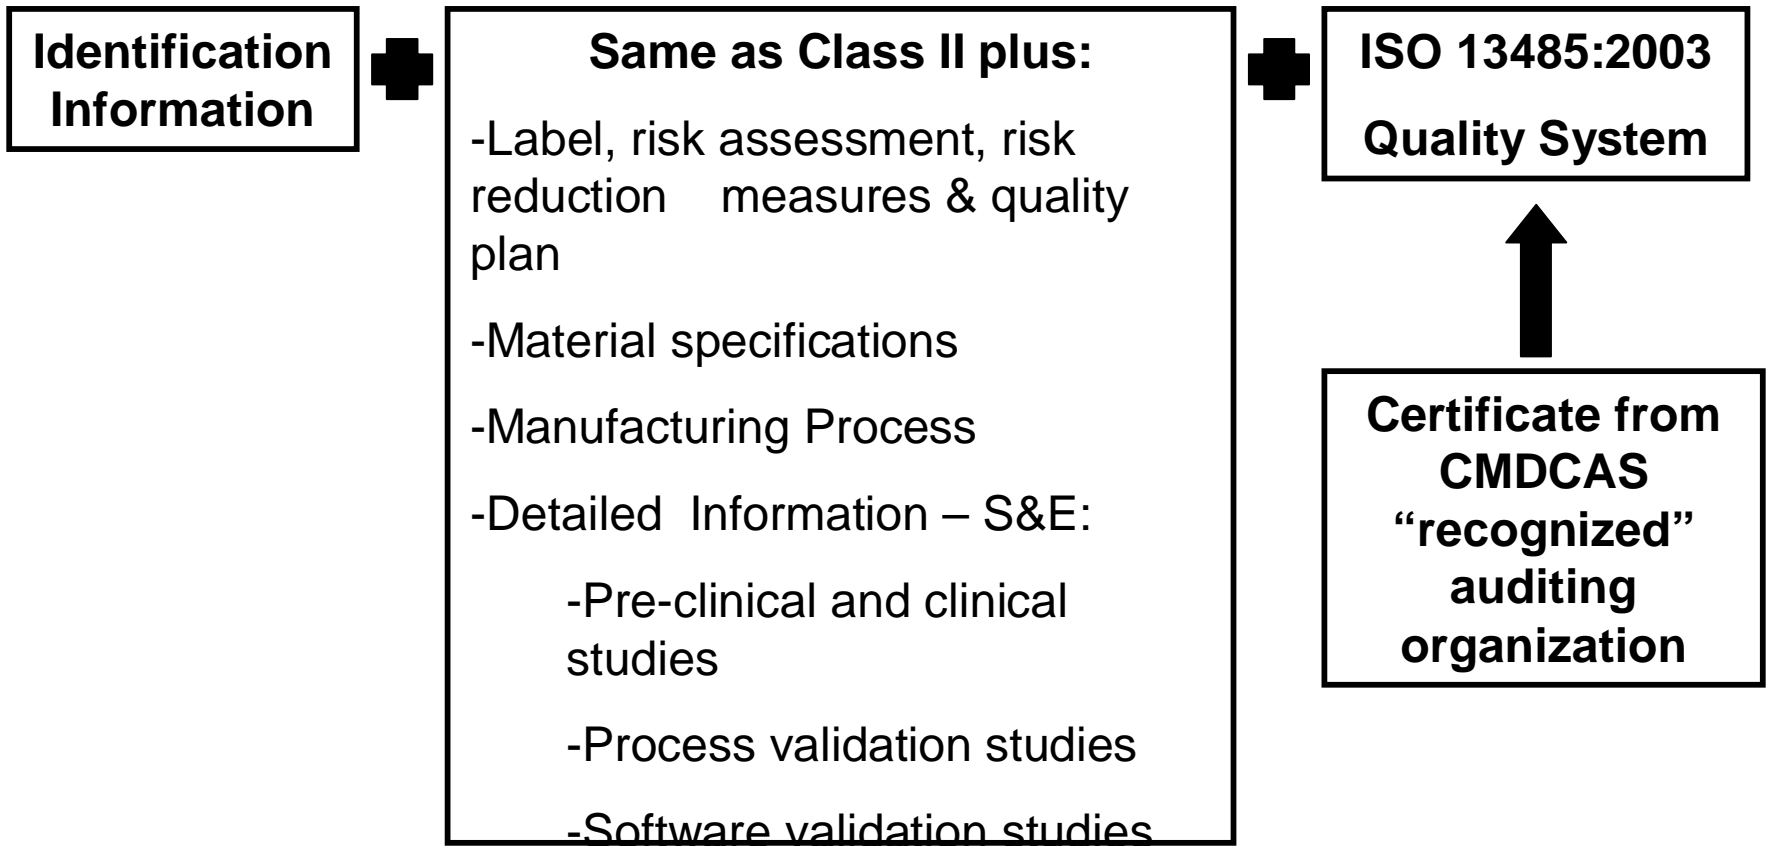 Identification
Information
Same as Class II plus:
-Label, risk assessment, risk
reduction measures & quality
plan
-Material specifications
-Manufacturing Process
-Detailed Information – S&E:
-Pre-clinical and clinical
studies
-Process validation studies
-Software validation studies
ISO 13485:2003
Quality System
Certificate from
CMDCAS
“recognized”
auditing
organization